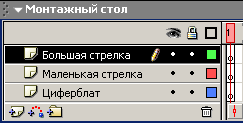 Монтажный стол
1
Большая стрелка
Маленькая стрелка
Циферблат